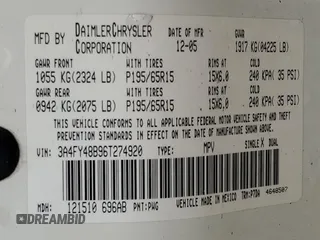 MFD BY DAIMLERCHRYSLER CORPORATION DATE OF MFR 12-05 GVWR 1917 KG(04225 LB)
GAWR FRONT TIRES RIMS AT COLD
1055 KG(2324 LB) P195/65R15 15X6.0 240 KPA(35 PSI)
GAWR REAR TIRES RIMS AT COLD
0942 KG(2075 LB) P195/65R15 15X6.0 240 KPA(35 PSI)
THIS VEHICLE CONFORMS TO ALL APPLICABLE FEDERAL MOTOR VEHICLE SAFETY, BUMPER AND THEFT PREVENTION STANDARDS IN EFFECT ON THE DATE OF MANUFACTURE SHOWN ABOVE.
VIN: 3A4FY48B96T274920 TYPE: MPV SINGLE X DUAL
MDH: 121510 696AB PNT:PWG VEHICLE MADE IN MEXICO TRM:P7DA 4648507
© DREAMBID